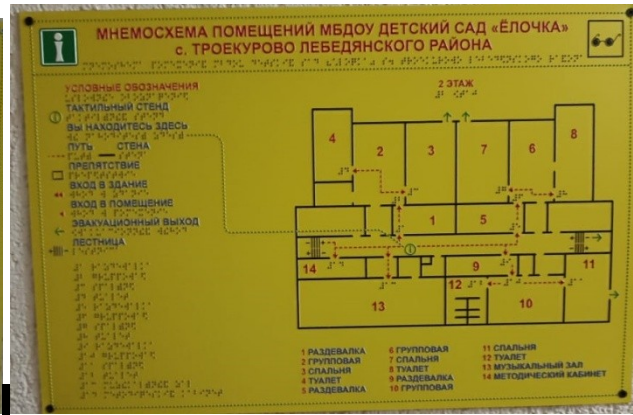 МНЕМОСХЕМА ПОМЕЩЕНИЙ МБДОУ ДЕТСКИЙ САД «ЁЛОЧКА»
с. ТРОЕКУРОВО ЛЕБЕДЯНСКОГО РАЙОНА
УСЛОВНЫЕ ОБОЗНАЧЕНИЯ
ТАКТИЛЬНЫЙ СТЕНД
ВЫ НАХОДИТЕСЬ ЗДЕСЬ
ПУТЬ СТЕНА
ПРЕПЯТСТВИЕ
ВХОД В ЗДАНИЕ
ВХОД В ПОМЕЩЕНИЕ
ЭВАКУАЦИОННЫЙ ВЫХОД
ЛЕСТНИЦА
2 ЭТАЖ
4 2 3 7 6 8
1 5
14 9 11
13 12 10
1 РАЗДЕВАЛКА
2 ГРУППОВАЯ
3 СПАЛЬНЯ
4 ТУАЛЕТ
5 РАЗДЕВАЛКА
6 ГРУППОВАЯ
7 СПАЛЬНЯ
8 ТУАЛЕТ
9 РАЗДЕВАЛКА
10 ГРУППОВАЯ
11 СПАЛЬНЯ
12 ТУАЛЕТ
13 МУЗЫКАЛЬНЫЙ ЗАЛ
14 МЕТОДИЧЕСКИЙ КАБИНЕТ